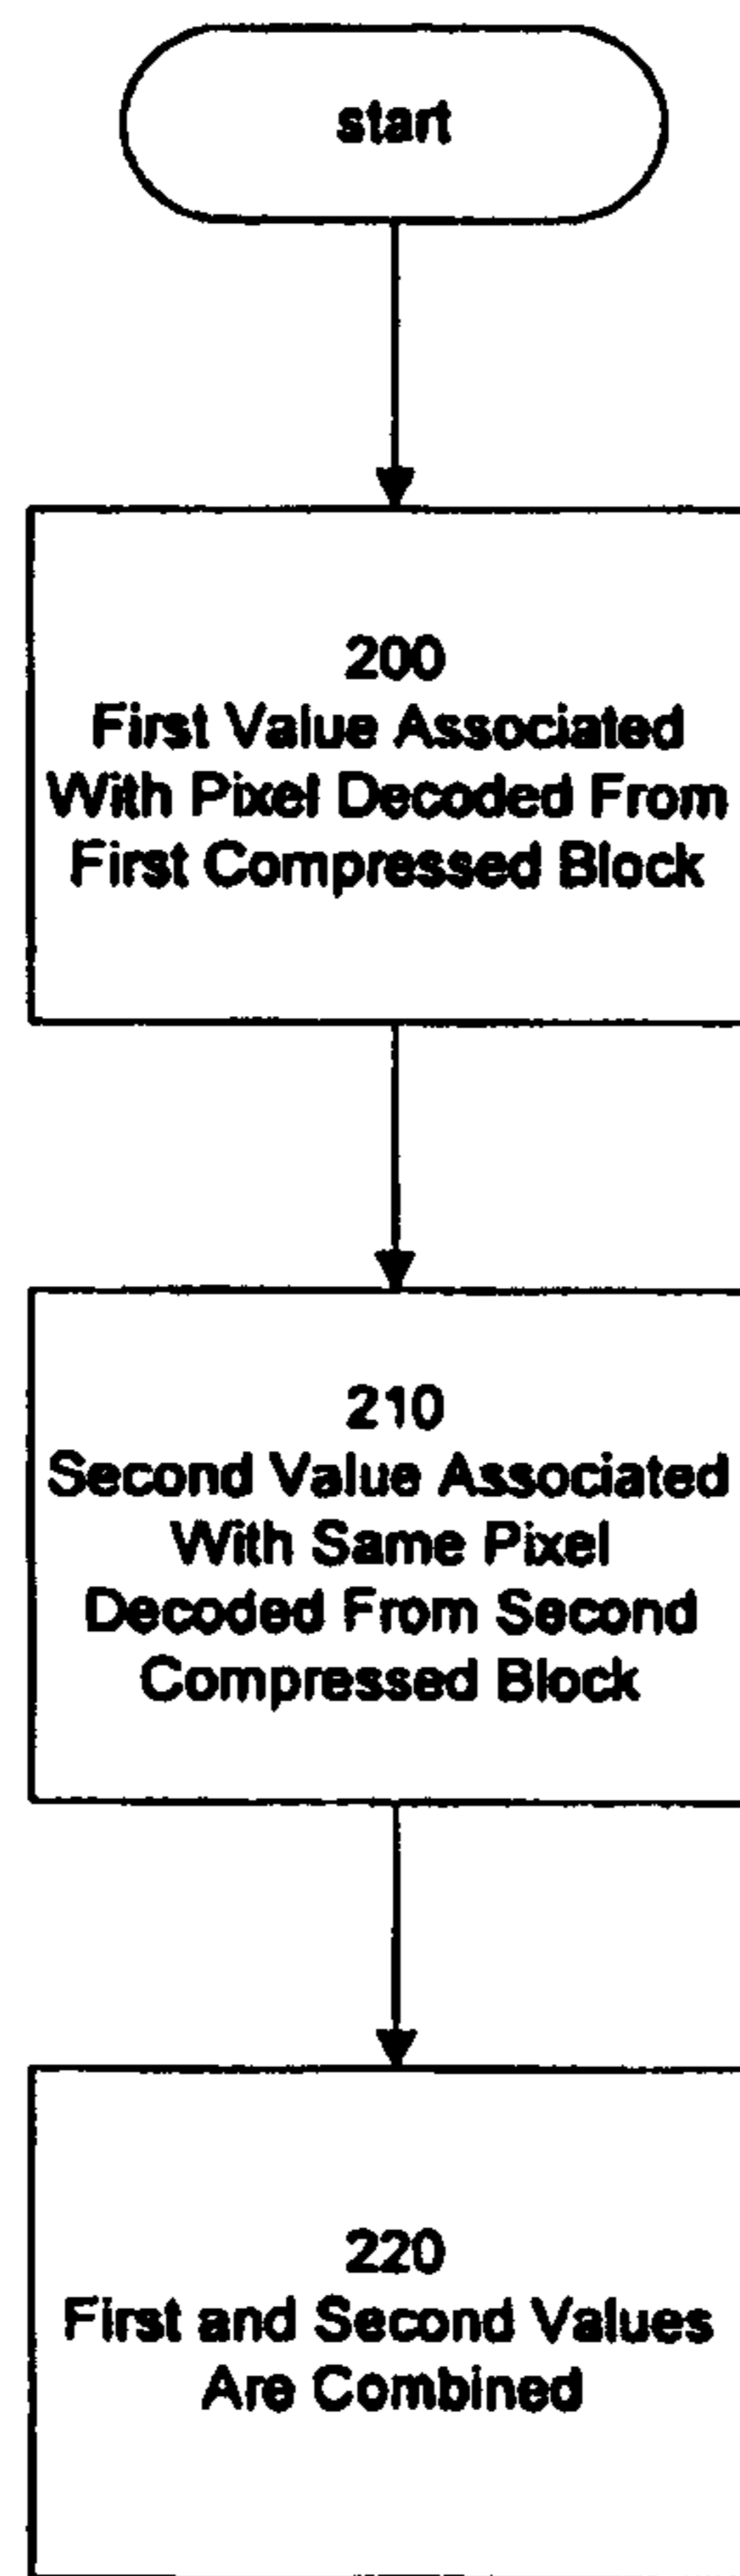 start
200
First Value Associated
With Pixel Decoded From
First Compressed Block
210
Second Value Associated
With Same Pixel
Decoded From Second
Compressed Block
220
First and Second Values
Are Combined